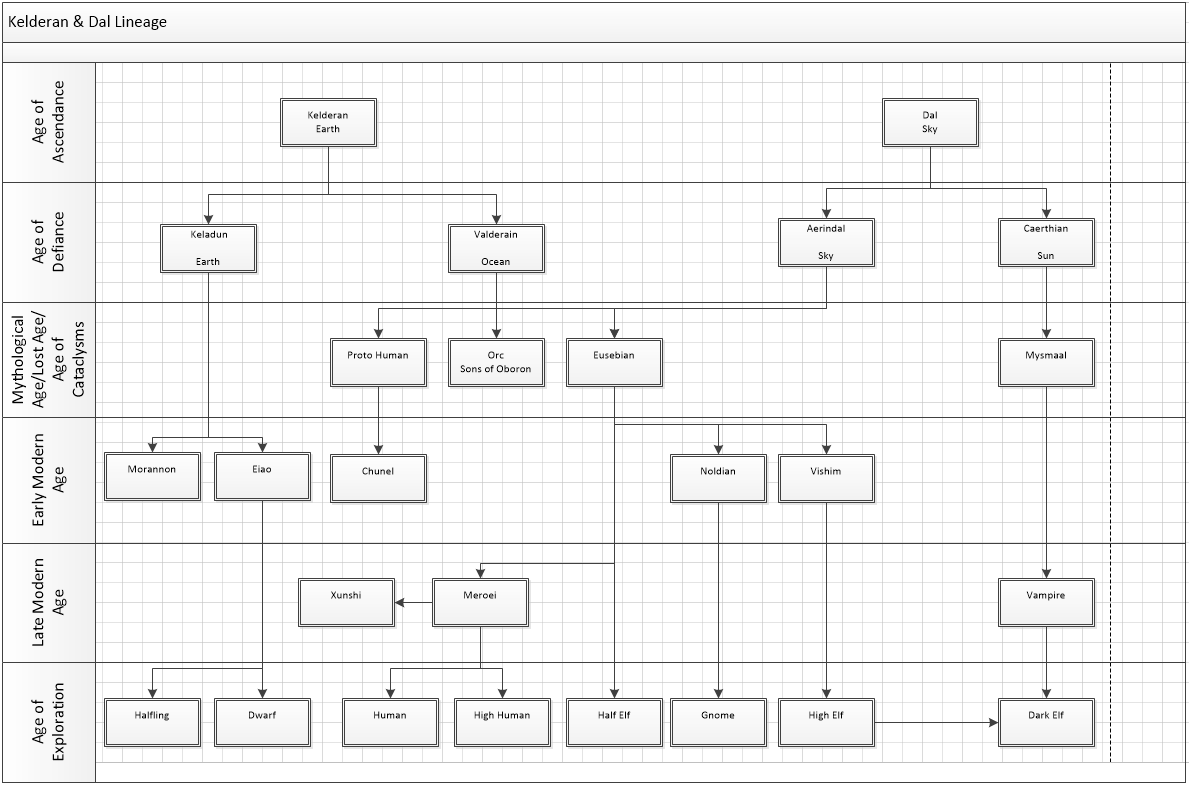 Kelderan & Dal Lineage
Age of
Ascendance
Kelderan
Earth
Dal
Sky
Age of
Defiance
Keladun
Earth
Valderain
Ocean
Aerindal
Sky
Caerthian
Sun
Mythological
Age/Lost Age/
Age of
Cataclysms
Proto Human
Orc
Sons of Oboron
Eusebian
Mysmaal
Early Modern
Age
Morannon
Eiao
Chunel
Noldian
Vishim
Late Modern
Age
Xunshi
Meroei
Vampire
Age of
Exploration
Halfling
Dwarf
Human
High Human
Half Elf
Gnome
High Elf
Dark Elf